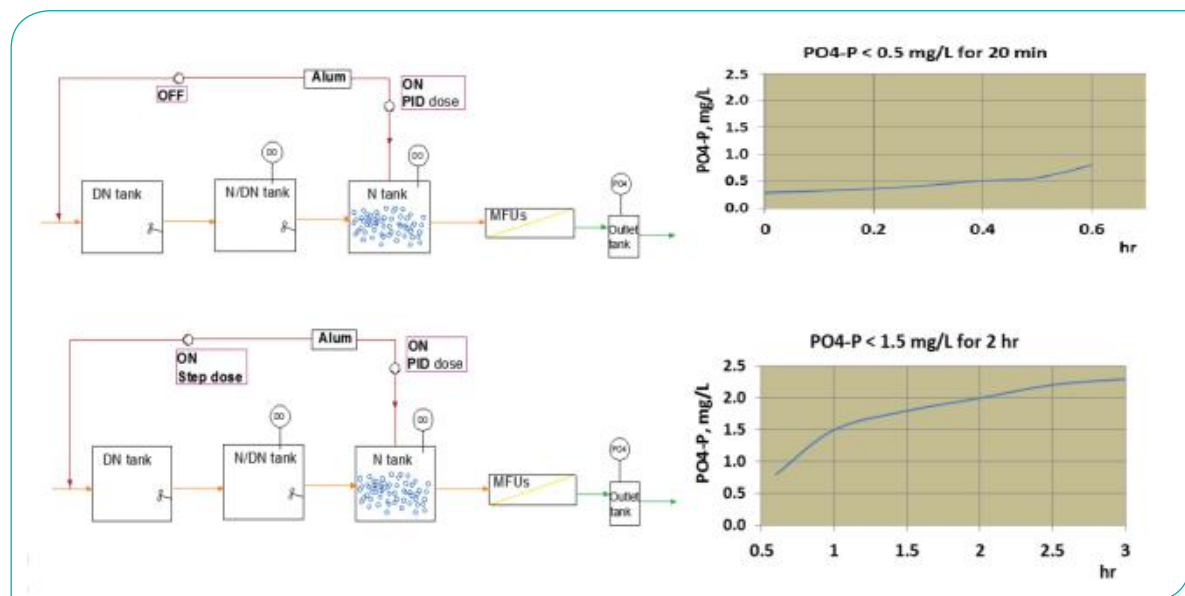 Alum
OFF
ON
PID dose
DO
DO
DN tank
N/DN tank
N tank
MFUs
PO4
Outlet
tank
PO4-P < 0.5 mg/L for 20 min
PO4-P, mg/L
2.5
2.0
1.5
1.0
0.5
0.0
0
0.2
0.4
0.6
hr
Alum
ON
Step dose
ON
PID dose
DO
DO
DN tank
N/DN tank
N tank
MFUs
PO4
Outlet
tank
PO4-P < 1.5 mg/L for 2 hr
PO4-P, mg/L
2.5
2.0
1.5
1.0
0.5
0.0
0.5
1
1.5
2
2.5
3
hr